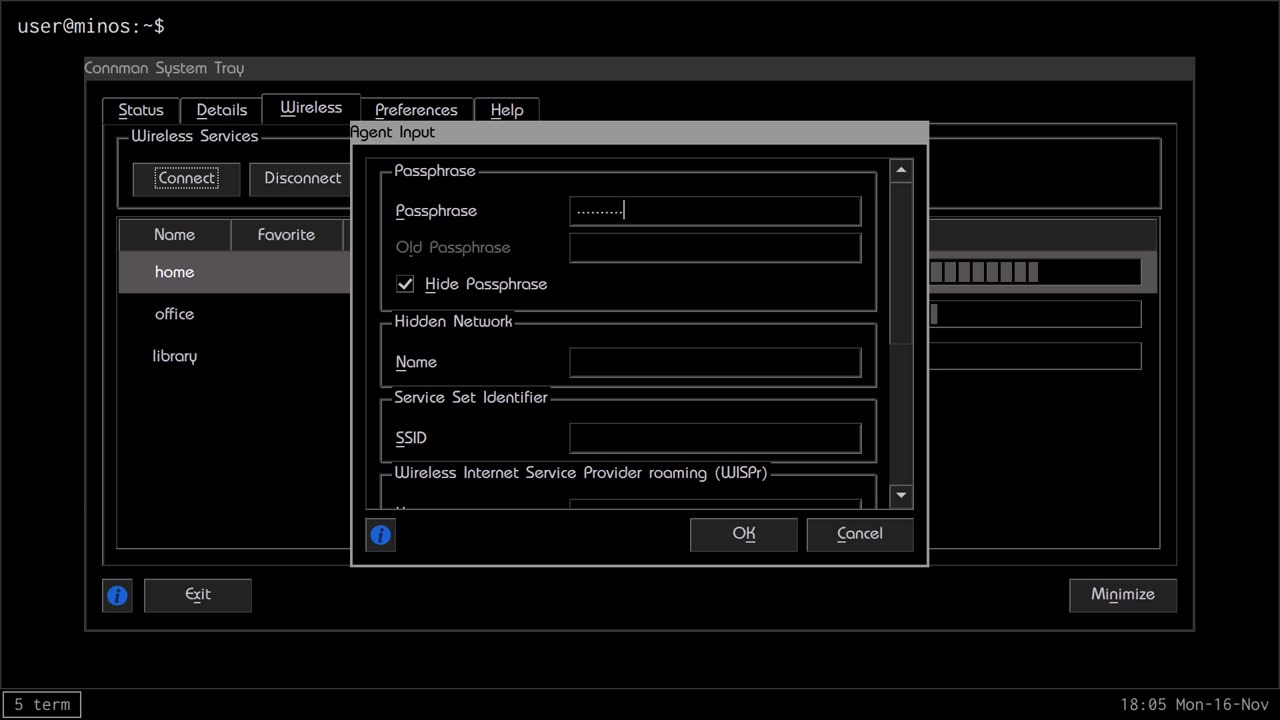 user@minos:~$
Connman System Tray
Status Details Wireless Preferences Help
Wireless Services
Connect Disconnect
Name Favorite
home
office
library
Agent Input
Passphrase
Passphrase ..........
Old Passphrase
Hide Passphrase
Hidden Network
Name
Service Set Identifier
SSID
Wireless Internet Service Provider roaming (WISPr)
OK Cancel
Exit Minimize
5 term 18:05 Mon-16-Nov